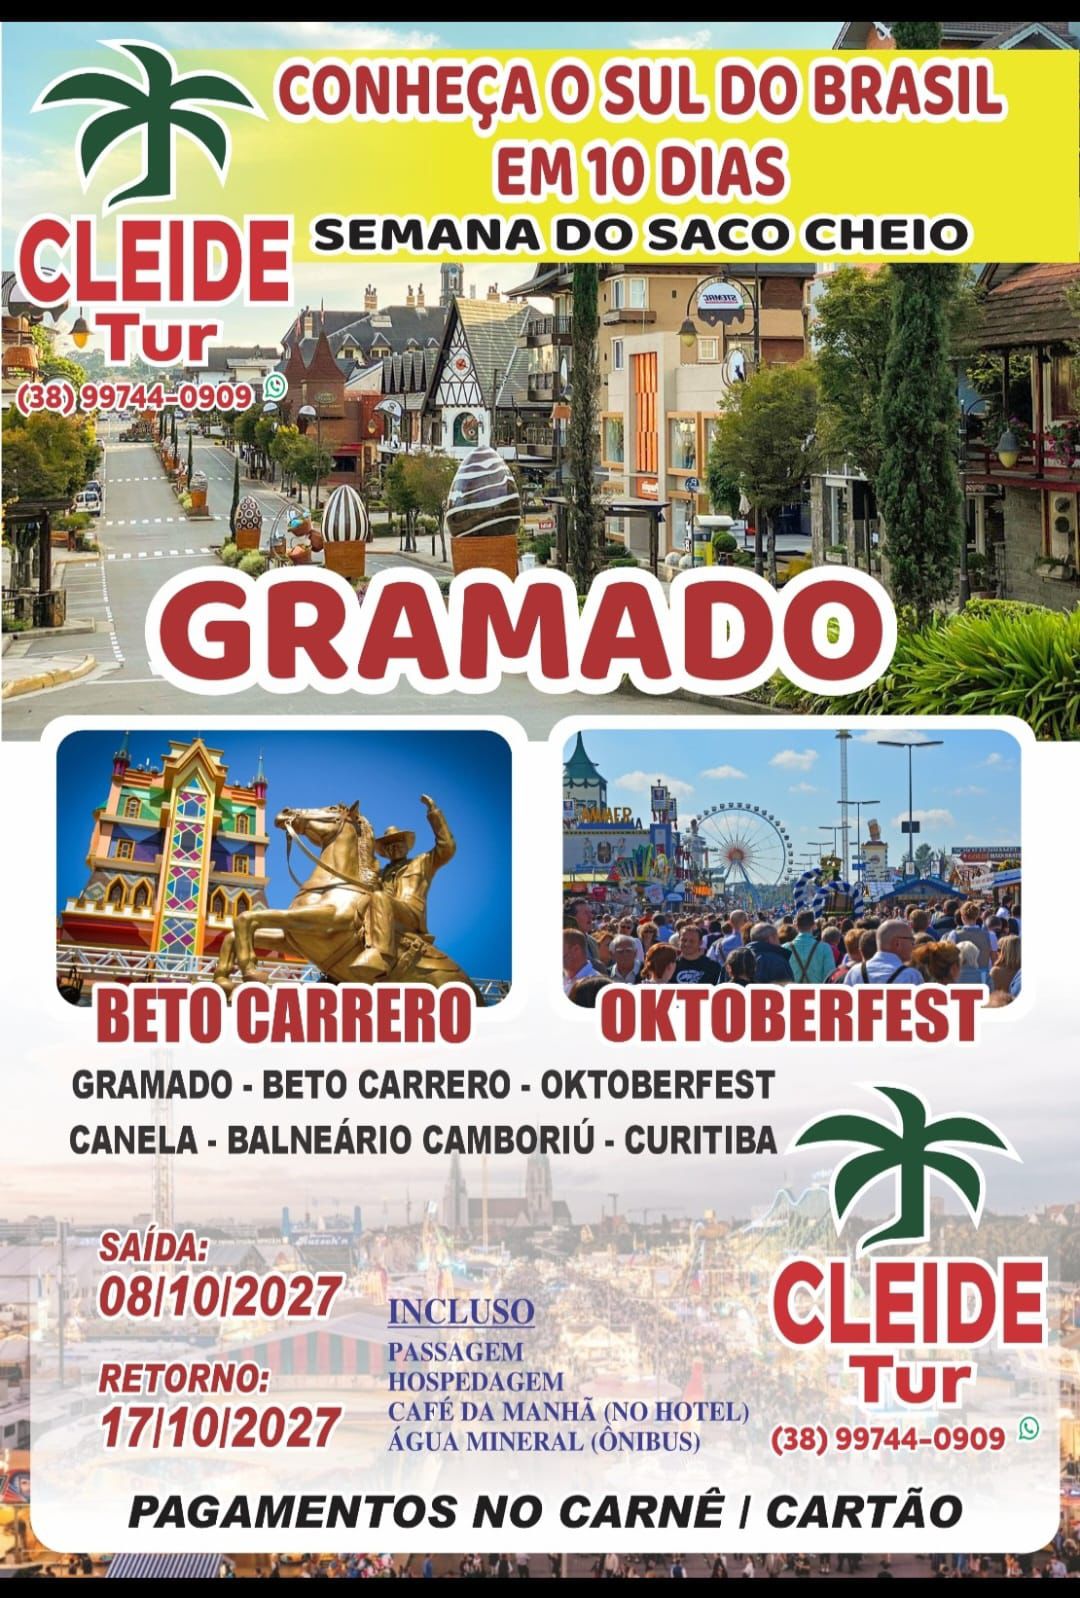 CONHEÇA O SUL DO BRASIL
EM 10 DIAS
SEMANA DO SACO CHEIO
CLEIDE
Tur
(38) 99744-0909
GRAMADO
BETO CARRERO
OKTOBERFEST
GRAMADO - BETO CARRERO - OKTOBERFEST
CANELA - BALNEÁRIO CAMBORIÚ - CURITIBA
SAÍDA:
08/10/2027
RETORNO:
17/10/2027
INCLUSO
PASSAGEM
HOSPEDAGEM
CAFÉ DA MANHÃ (NO HOTEL)
ÁGUA MINERAL (ÔNIBUS)
CLEIDE
Tur
(38) 99744-0909
PAGAMENTOS NO CARNÊ / CARTÃO